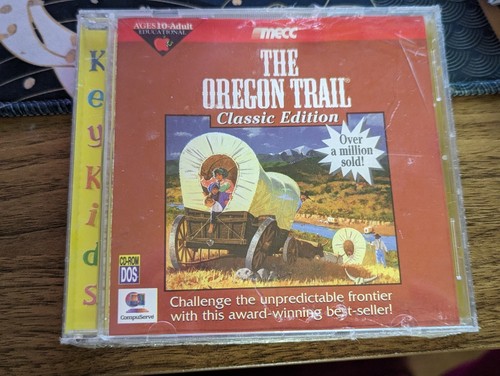 AGES 10-Adult
EDUCATIONAL
mecc
THE
OREGON TRAIL®
Classic Edition
Over
a million
sold!
KeyKids
CD-ROM
DOS
CompuServe
Challenge the unpredictable frontier
with this award-winning best-seller!